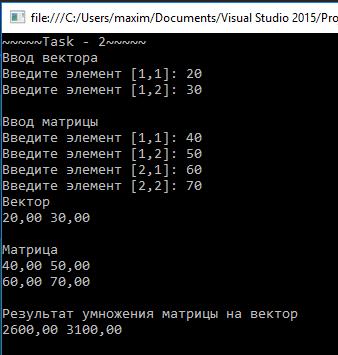 file:///C:/Users/maxim/Documents/Visual Studio 2015/Pro
~~~~~Task - 2~~~~~
Ввод вектора
Введите элемент [1,1]: 20
Введите элемент [1,2]: 30
Ввод матрицы
Введите элемент [1,1]: 40
Введите элемент [1,2]: 50
Введите элемент [2,1]: 60
Введите элемент [2,2]: 70
Вектор
20,00 30,00
Матрица
40,00 50,00
60,00 70,00
Результат умножения матрицы на вектор
2600,00 3100,00